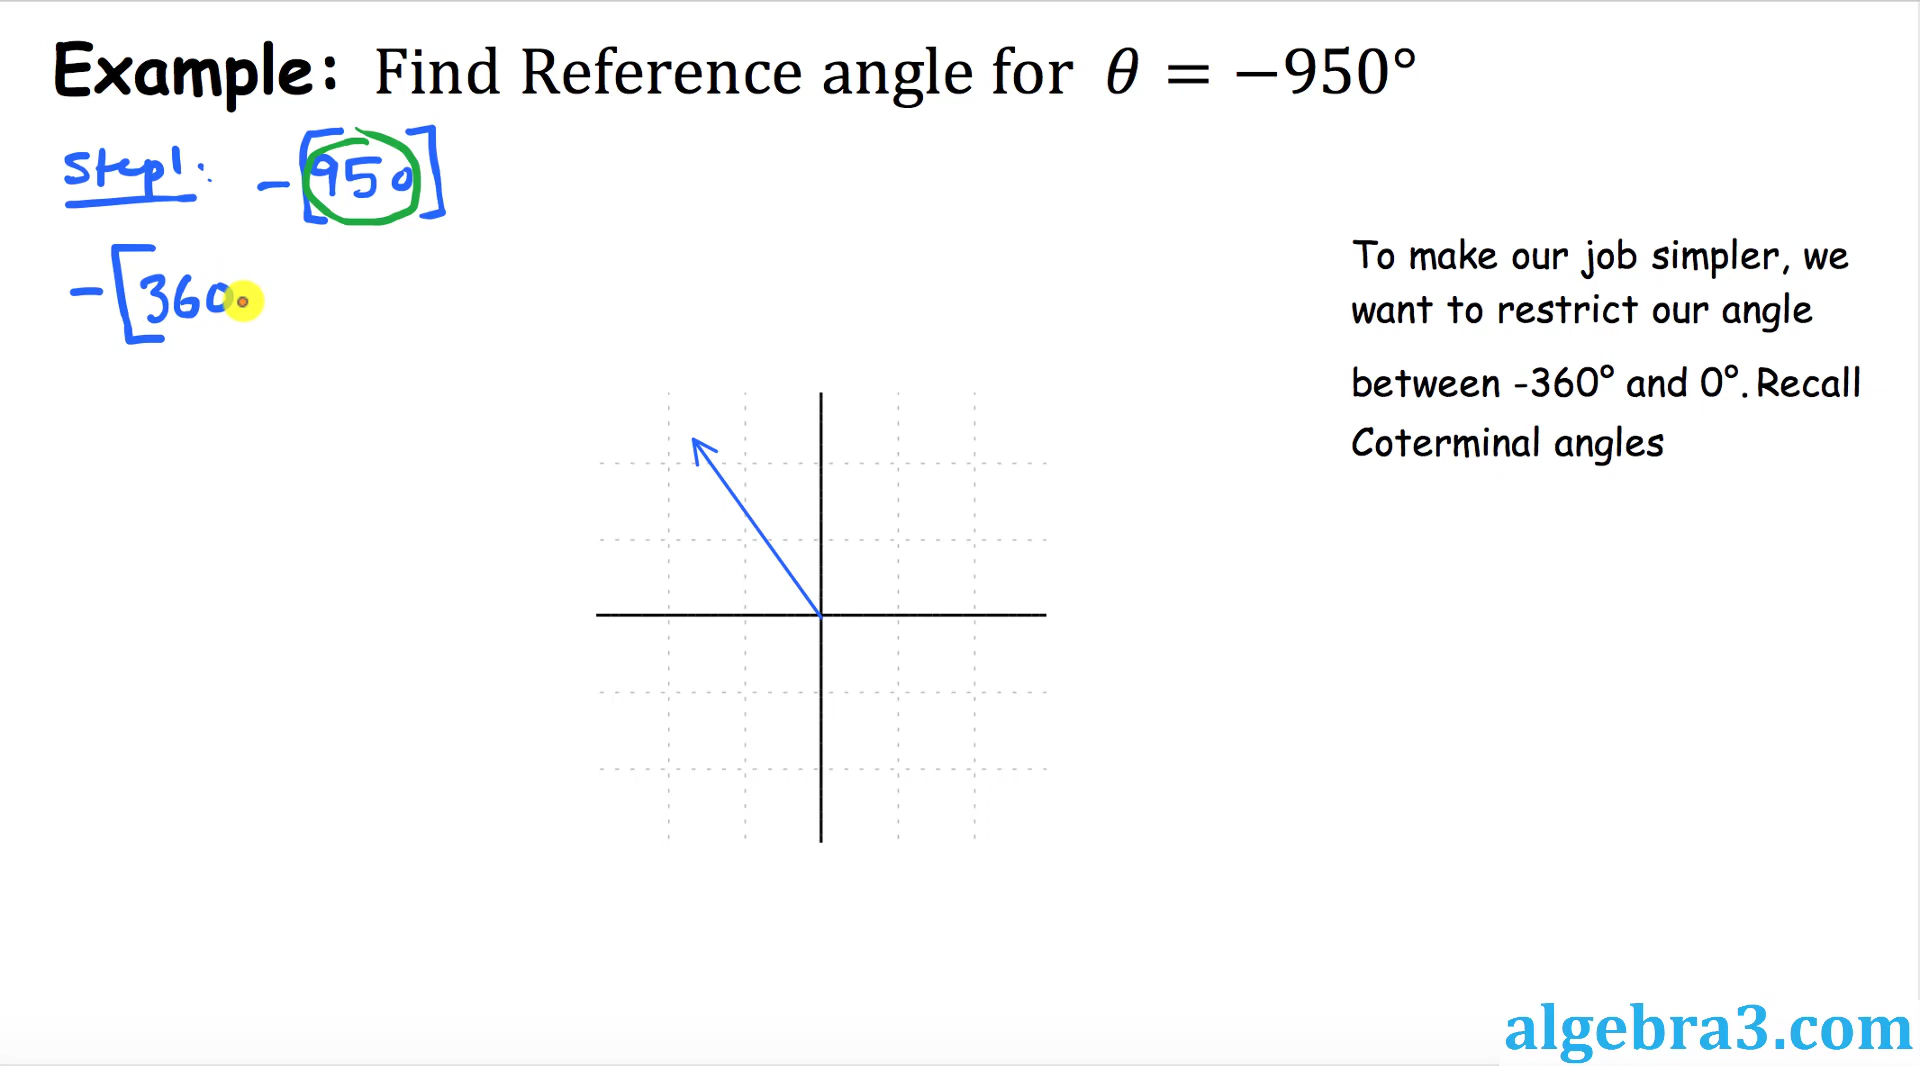 Example: Find Reference angle for θ = −950°
Step1: -[950]
-[360
To make our job simpler, we
want to restrict our angle
between -360° and 0°. Recall
Coterminal angles
algebra3.com